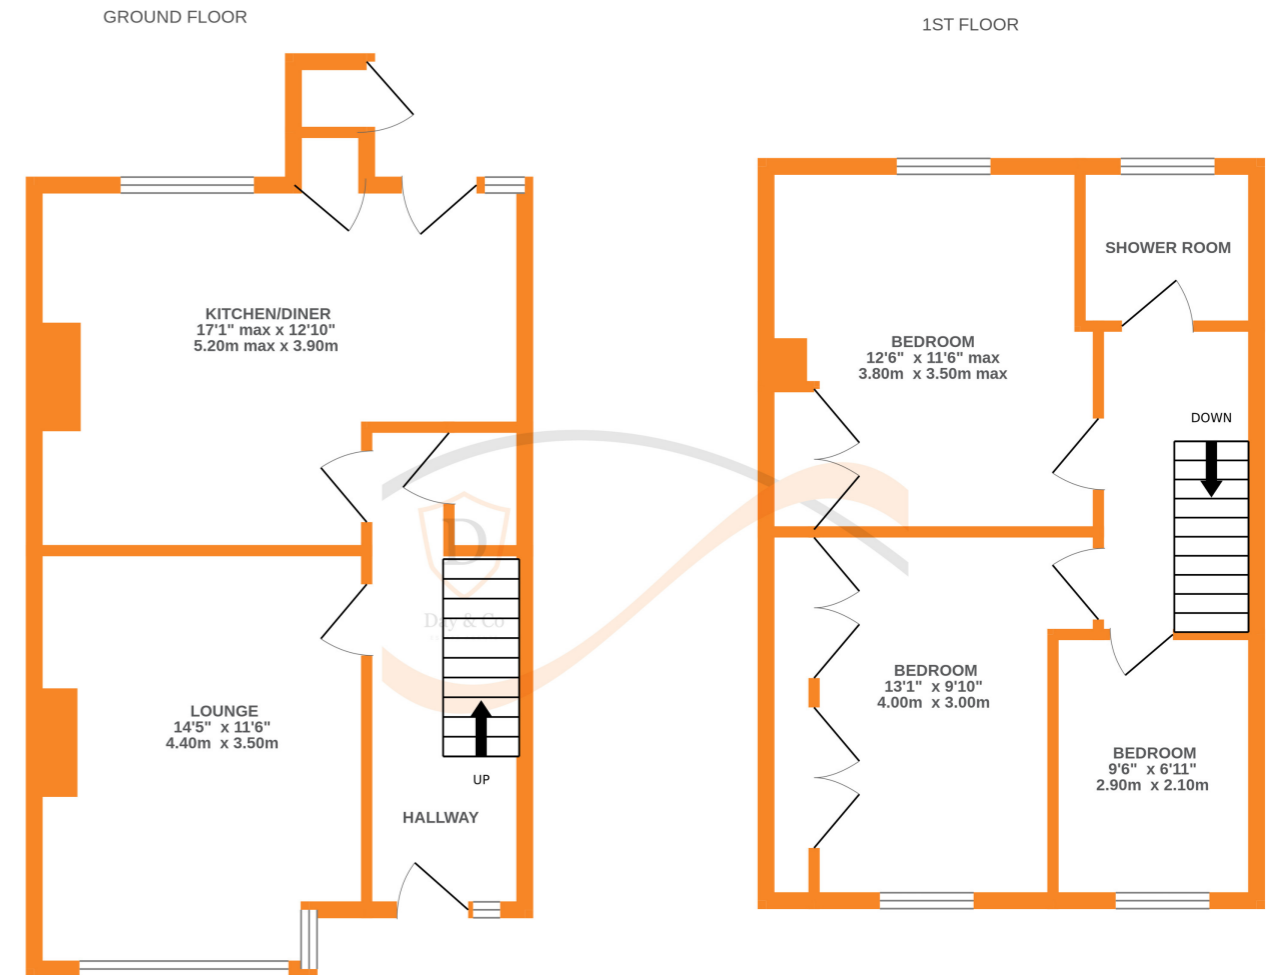 GROUND FLOOR
1ST FLOOR
KITCHEN/DINER
17'1" max x 12'10"
5.20m max x 3.90m
LOUNGE
14'5" x 11'6"
4.40m x 3.50m
UP
HALLWAY
D
Day & Co
SHOWER ROOM
BEDROOM
12'6" x 11'6" max
3.80m x 3.50m max
DOWN
BEDROOM
13'1" x 9'10"
4.00m x 3.00m
BEDROOM
9'6" x 6'11"
2.90m x 2.10m